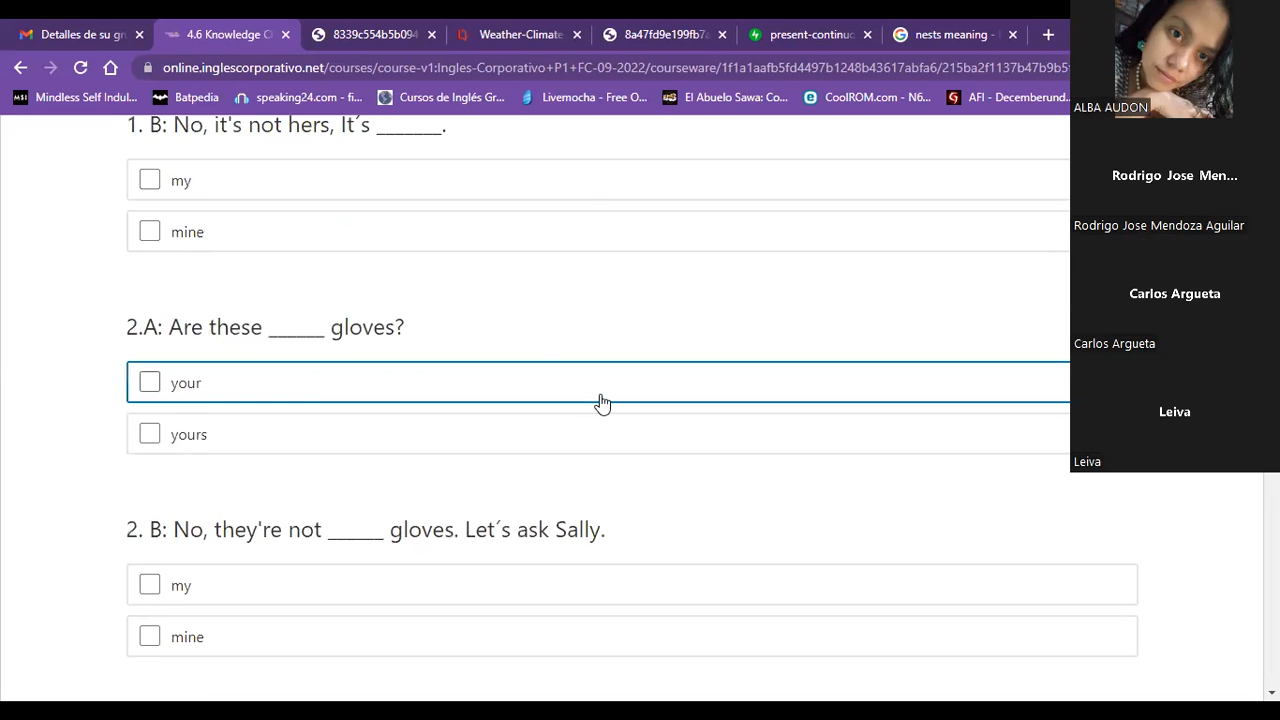 Detalles de su gr
4.6 Knowledge C
8339c554b5b094
Weather-Climate
8a47fd9e199fb7
present-continuo
nests meaning -
online.inglescorporativo.net/courses/course-v1:Ingles-Corporativo+P1+FC-09-2022/courseware/1f1a1aafb5fd4497b1248b43617abfa6/215ba2f1137b47b9b5
MSI Mindless Self Indul...
Batpedia
speaking24.com - fi...
Cursos de Inglés Gr...
Livemocha - Free O...
El Abuelo Sawa: Co...
CoolROM.com - N6...
AFI - Decemberund...
1. B: No, it's not hers, It´s _______.
my
mine
2.A: Are these ______ gloves?
your
yours
2. B: No, they're not ______ gloves. Let´s ask Sally.
my
mine
ALBA AUDON
Rodrigo Jose Men...
Rodrigo Jose Mendoza Aguilar
Carlos Argueta
Carlos Argueta
Leiva
Leiva